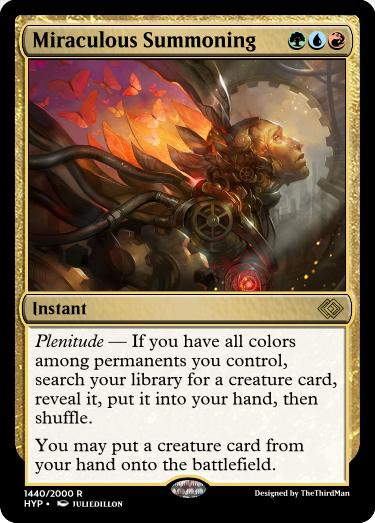 Miraculous Summoning
Instant
Plenitude — If you have all colors
among permanents you control,
search your library for a creature card,
reveal it, put it into your hand, then
shuffle.
You may put a creature card from
your hand onto the battlefield.
1440/2000 R
HYP • JULIEDILLON
Designed by TheThirdMan